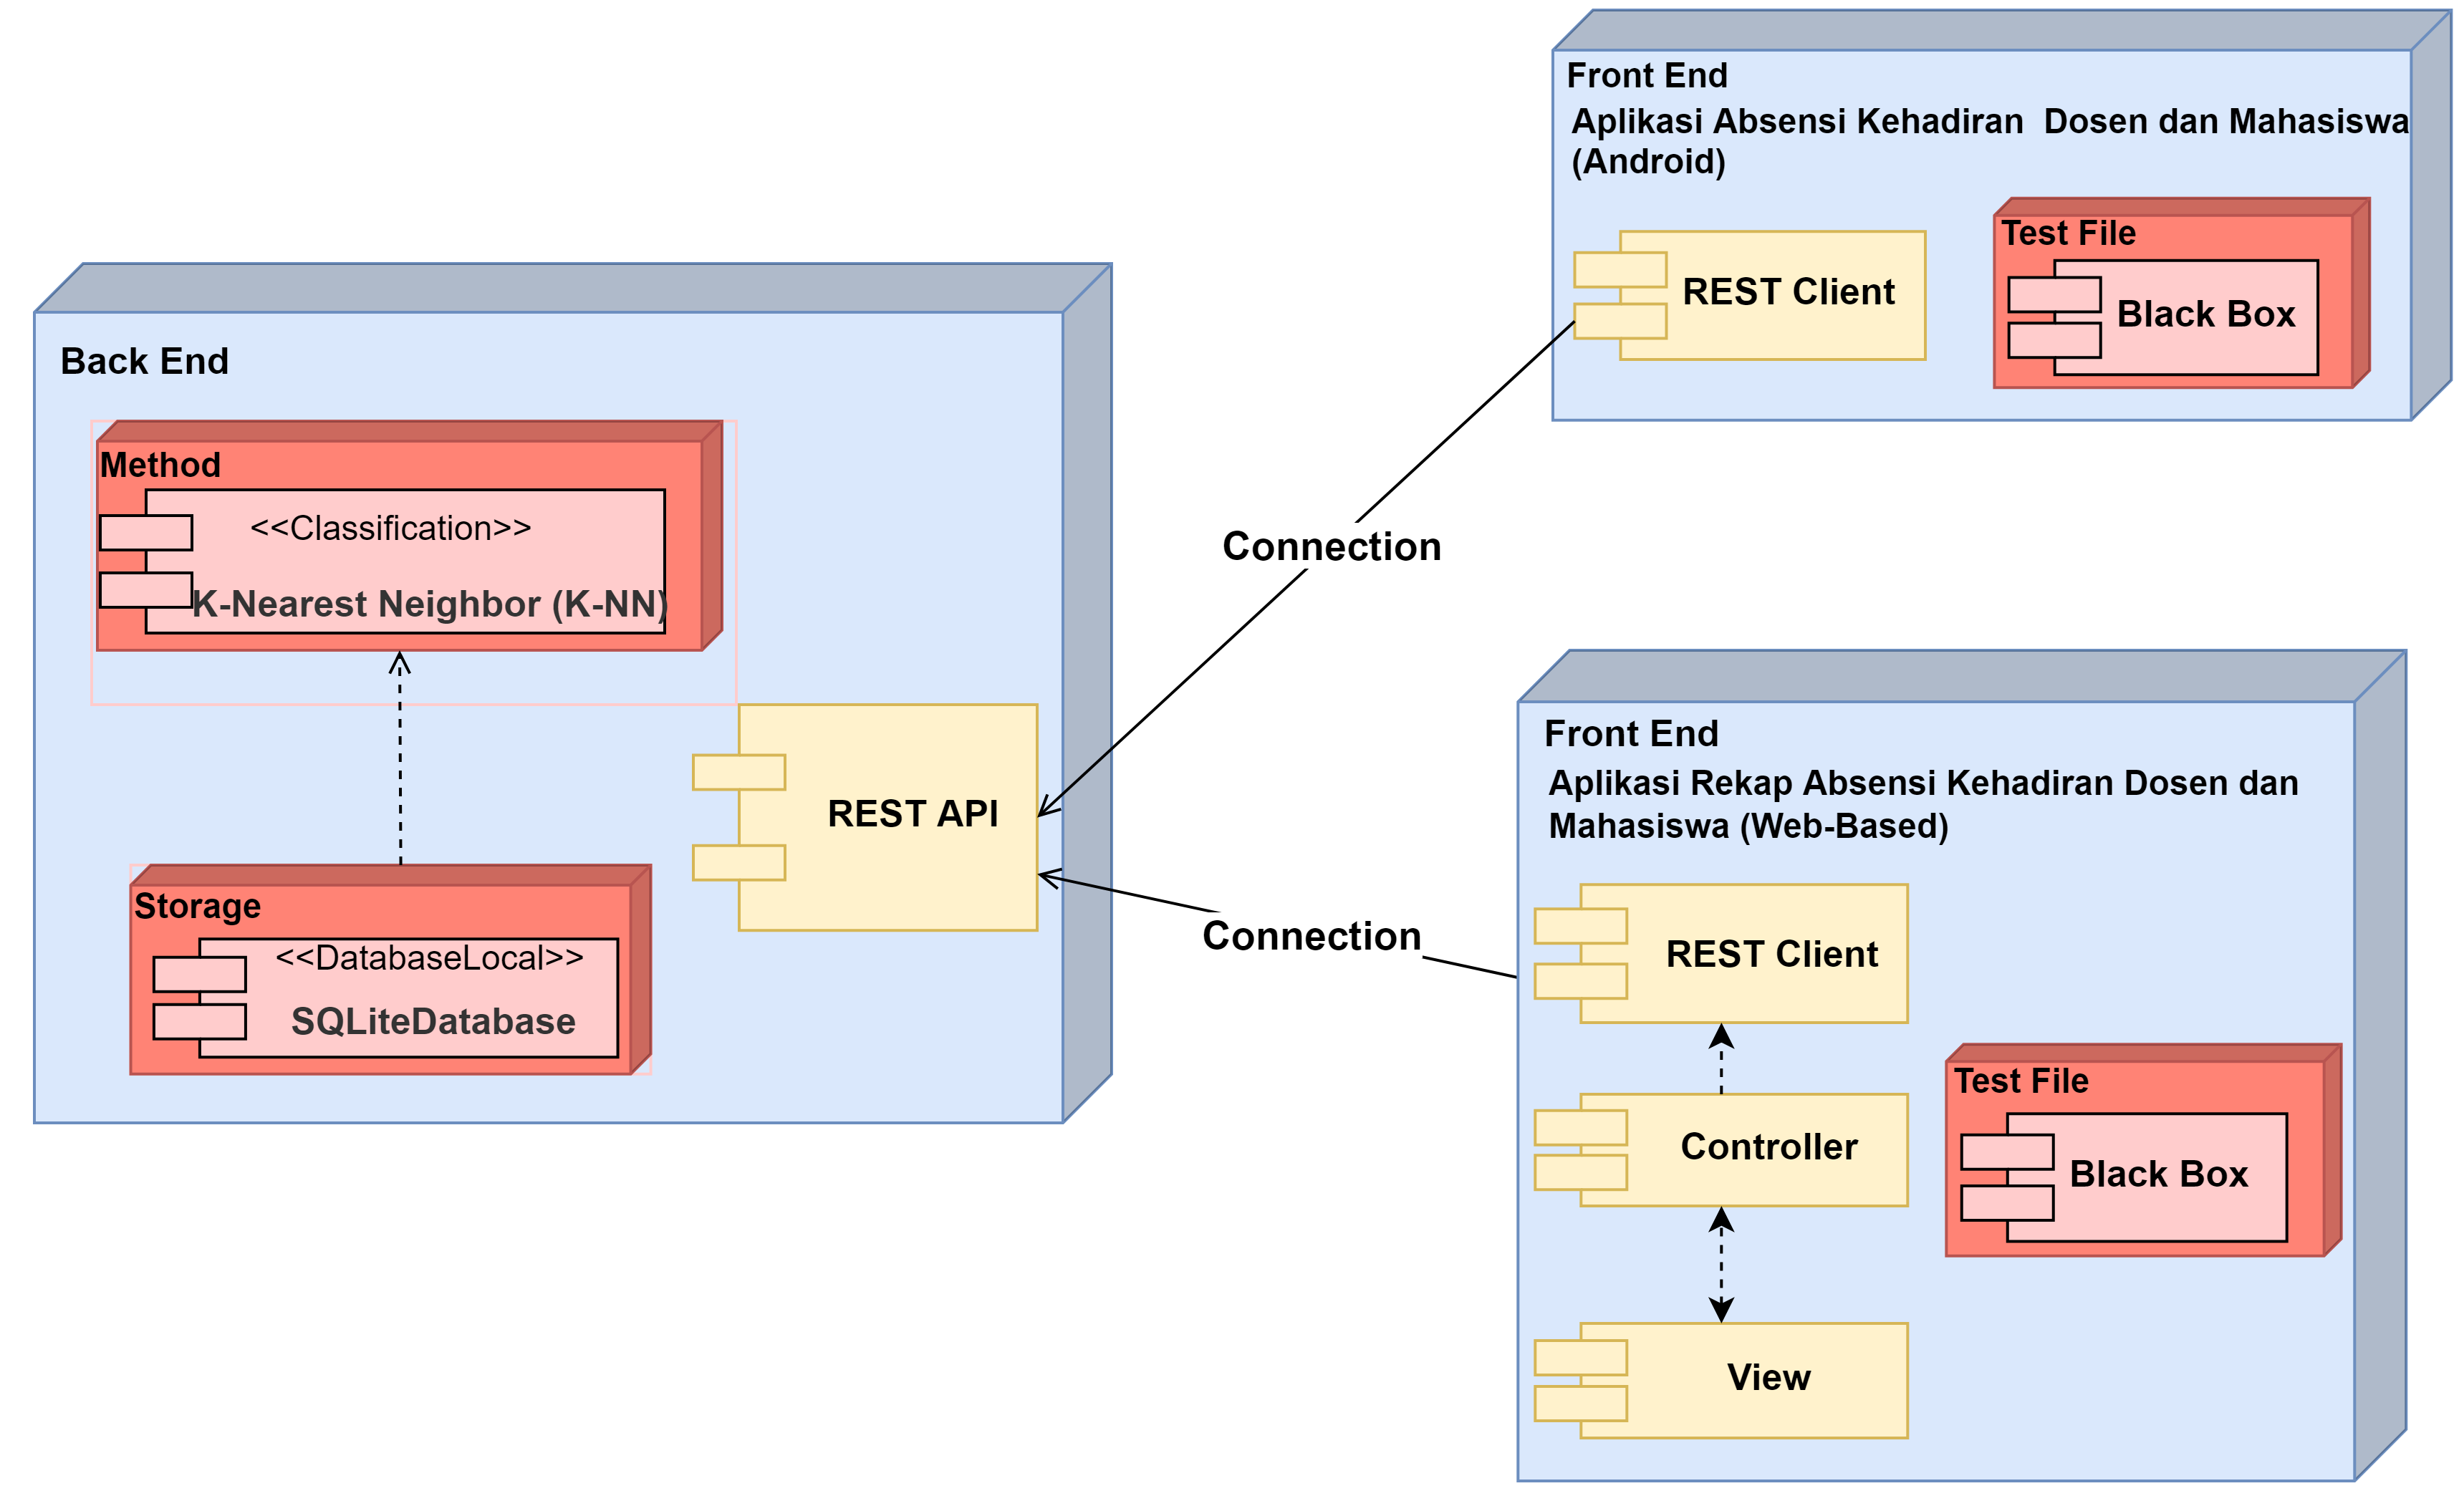 Back End
Method
<<Classification>>
K-Nearest Neighbor (K-NN)
REST API
Storage
<<DatabaseLocal>>
SQLiteDatabase
Connection
Connection
Front End
Aplikasi Absensi Kehadiran  Dosen dan Mahasiswa
(Android)
REST Client
Test File
Black Box
Front End
Aplikasi Rekap Absensi Kehadiran Dosen dan
Mahasiswa (Web-Based)
REST Client
Controller
View
Test File
Black Box